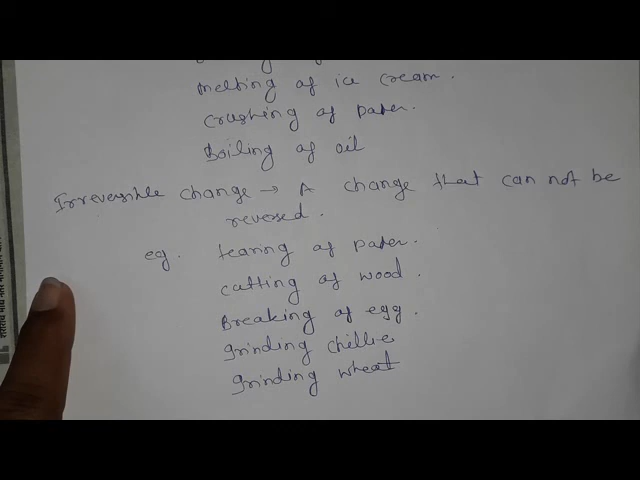 Melting of ice cream.
Crushing of paper.
Boiling of oil
Irreversible change → A change that can not be
reversed.
eg. tearing of paper.
cutting of wood.
Breaking of egg.
grinding chillie
grinding wheat